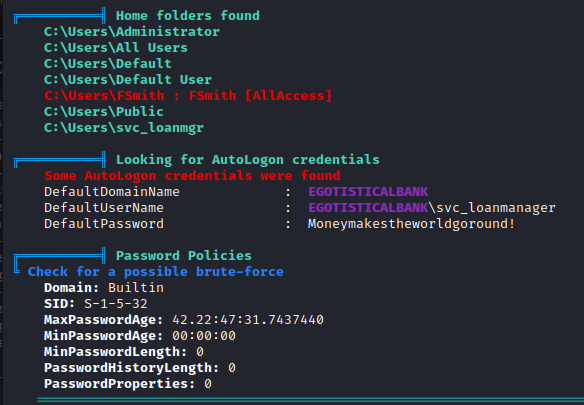 Home folders found
C:\Users\Administrator
C:\Users\All Users
C:\Users\Default
C:\Users\Default User
C:\Users\FSmith : FSmith [AllAccess]
C:\Users\Public
C:\Users\svc_loanmgr
Looking for AutoLogon credentials
Some AutoLogon credentials were found
DefaultDomainName : EGOTISTICALBANK
DefaultUserName : EGOTISTICALBANK\svc_loanmanager
DefaultPassword : Moneymakestheworldgoround!
Password Policies
Check for a possible brute-force
Domain: Builtin
SID: S-1-5-32
MaxPasswordAge: 42.22:47:31.7437440
MinPasswordAge: 00:00:00
MinPasswordLength: 0
PasswordHistoryLength: 0
PasswordProperties: 0